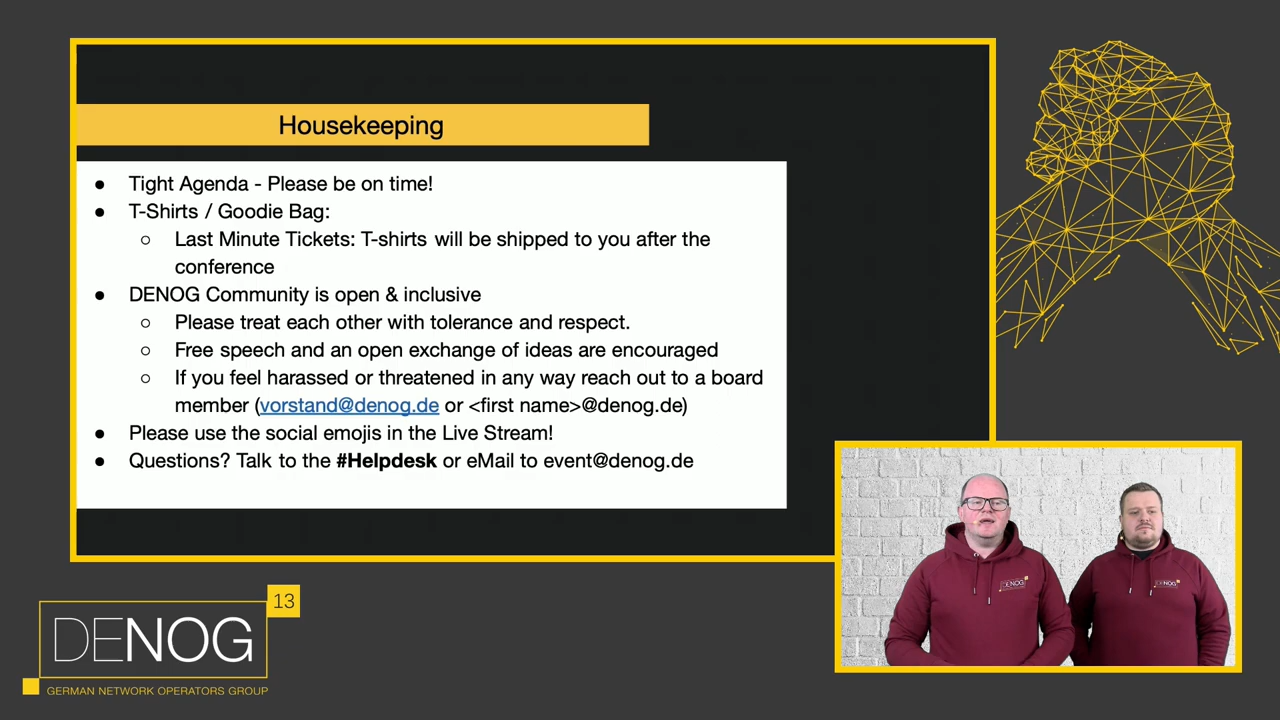 Housekeeping
● Tight Agenda - Please be on time!
● T-Shirts / Goodie Bag:
○ Last Minute Tickets: T-shirts will be shipped to you after the
conference
● DENOG Community is open & inclusive
○ Please treat each other with tolerance and respect.
○ Free speech and an open exchange of ideas are encouraged
○ If you feel harassed or threatened in any way reach out to a board
member (vorstand@denog.de or <first name>@denog.de)
● Please use the social emojis in the Live Stream!
● Questions? Talk to the #Helpdesk or eMail to event@denog.de
DENOG
DENOG
13
DENOG
GERMAN NETWORK OPERATORS GROUP